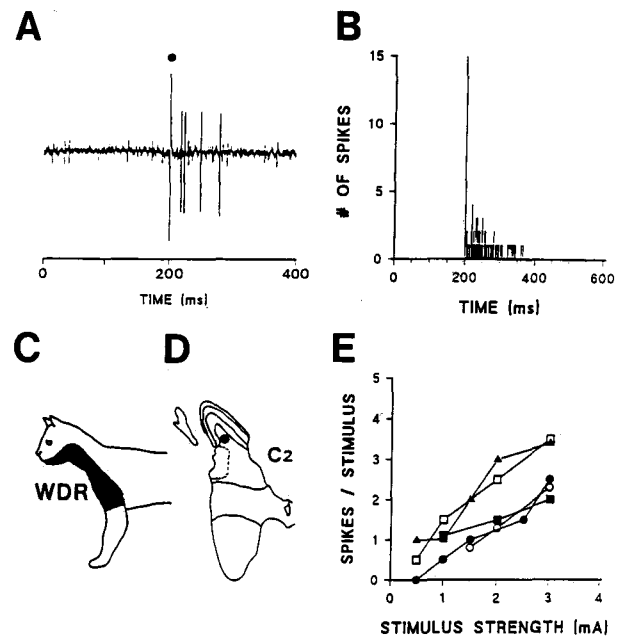 A
0
200
400
TIME (ms)
B
15
10
5
0
# OF SPIKES
0
200
400
600
TIME (ms)
C
WDR
D
C2
E
5
4
3
2
1
0
SPIKES / STIMULUS
0
1
2
3
4
STIMULUS STRENGTH (mA)